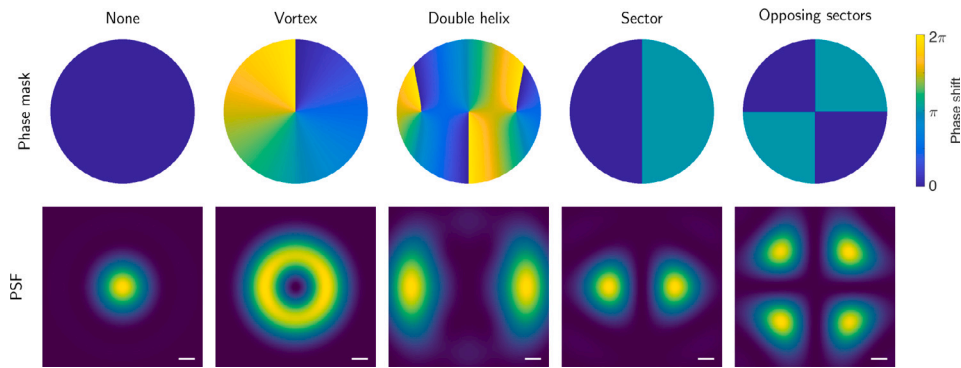 None
Vortex
Double helix
Sector
Opposing sectors
Phase mask
2π
π
0
Phase shift
PSF